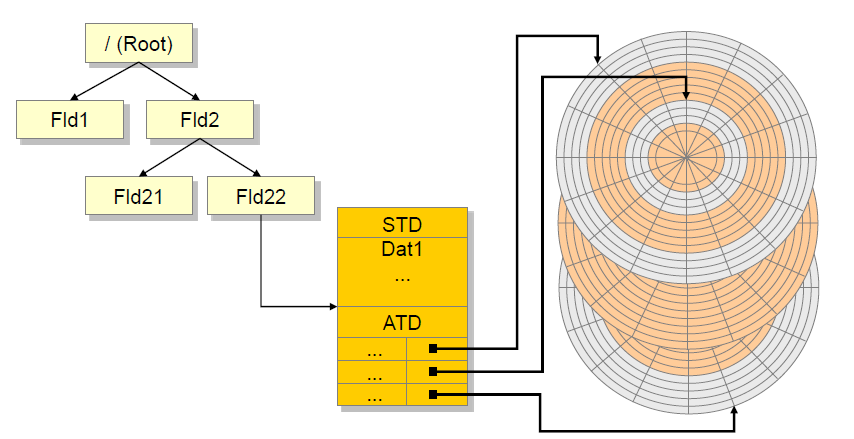 / (Root)
Fld1
Fld2
Fld21
Fld22
STD
Dat1
...
ATD
...
...
...